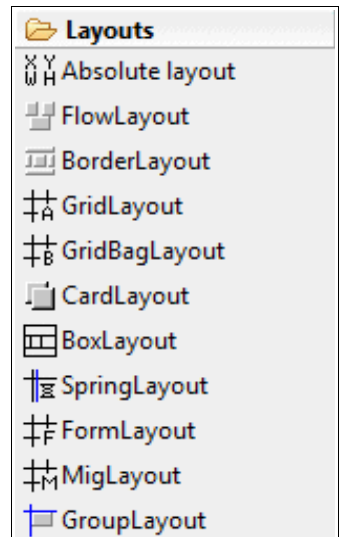 Layouts
Absolute layout
FlowLayout
BorderLayout
GridLayout
GridBagLayout
CardLayout
BoxLayout
SpringLayout
FormLayout
MigLayout
GroupLayout